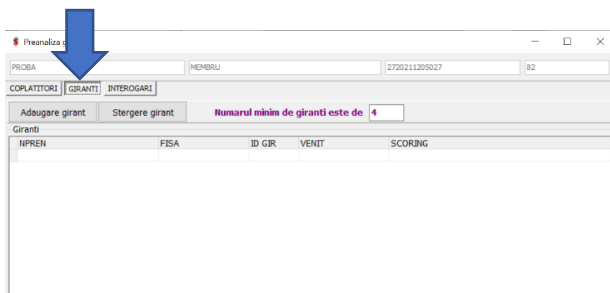 Preanaliza
PROBA MEMBRU 2720211205027 82
COPLATITORI GIRANTI INTEROGARI
Adaugare girant Stergere girant Numarul minim de giranti este de 4
Giranti
NPREN FISA ID GIR VENIT SCORING